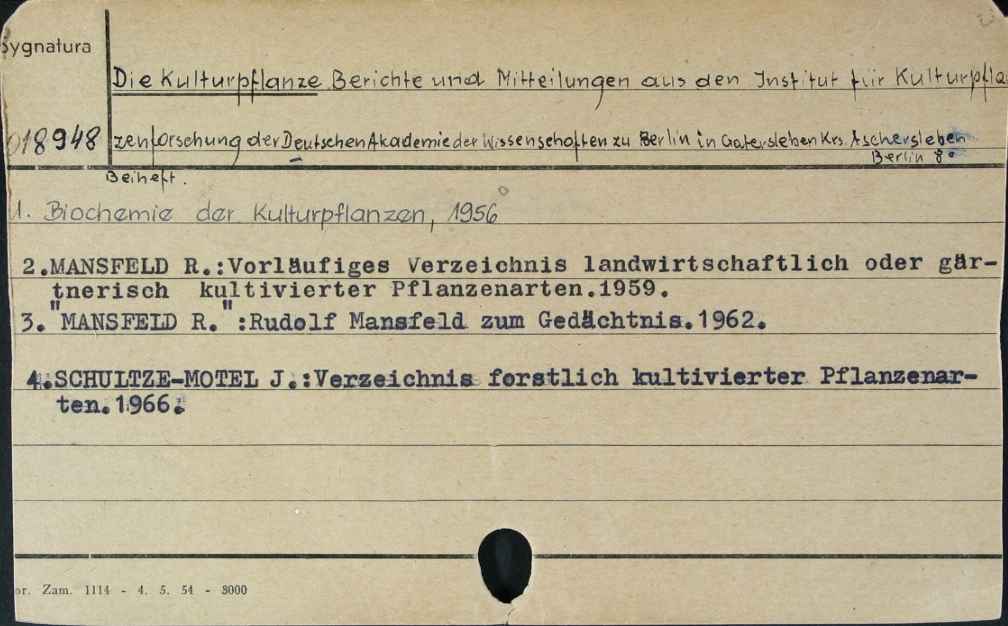 Sygnatura
Die Kulturpflanze Berichte und Mitteilungen aus den Institut für Kulturpfla
018948
zenforschung der Deutschen Akademie der Wissenschaften zu Berlin in Gatersleben Krs. Aschersleben
Berlin 8°
Beiheft.
1. Biochemie der Kulturpflanzen, 1956
2.MANSFELD R.:Vorläufiges Verzeichnis landwirtschaftlich oder gär-
tnerisch kultivierter Pflanzenarten.1959.
3. "MANSFELD R.":Rudolf Mansfeld zum Gedächtnis.1962.
4.SCHULTZE-MOTEL J.:Verzeichnis forstlich kultivierter Pflanzenar-
ten.1966.
or. Zam. 1114 - 4. 5. 54 - 3000